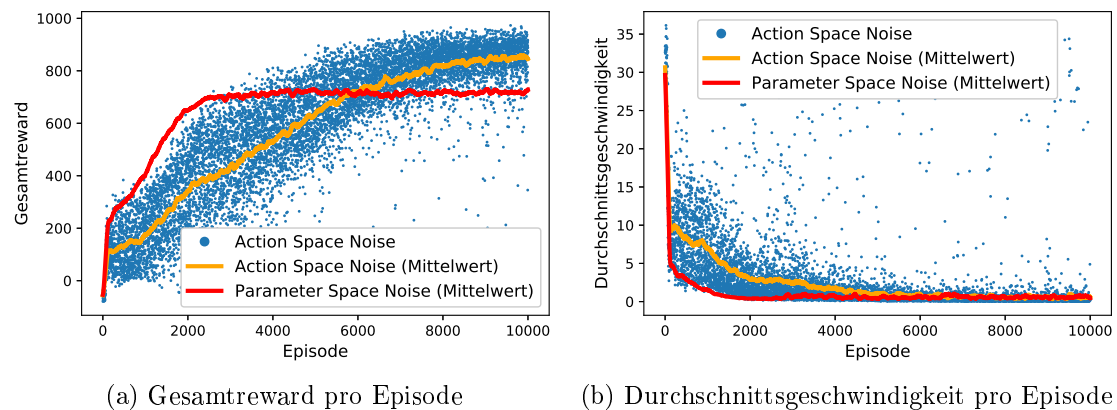 1000
800
600
400
200
0
Gesamtreward
Action Space Noise
Action Space Noise (Mittelwert)
Parameter Space Noise (Mittelwert)
0 2000 4000 6000 8000 10000
Episode
(a) Gesamtreward pro Episode
35
30
25
20
15
10
5
0
Durchschnittsgeschwindigkeit
Action Space Noise
Action Space Noise (Mittelwert)
Parameter Space Noise (Mittelwert)
0 2000 4000 6000 8000 10000
Episode
(b) Durchschnittsgeschwindigkeit pro Episode